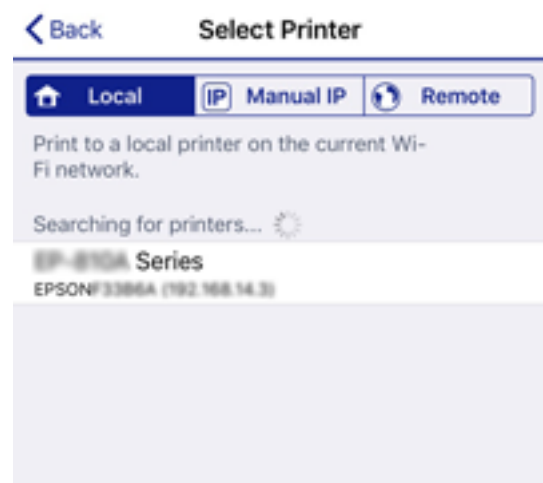 Back
Select Printer
Local
IP Manual IP
Remote
Print to a local printer on the current Wi-
Fi network.
Searching for printers...
Series
EPSON